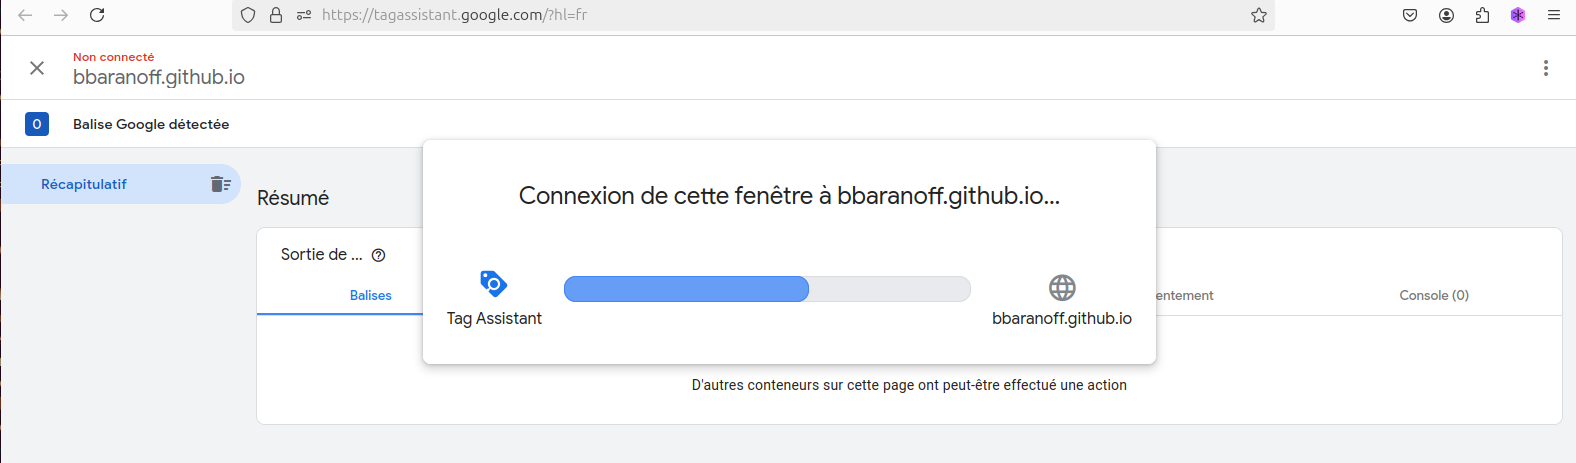 https://tagassistant.google.com/?hl=fr
Non connecté
bbaranoff.github.io
0 Balise Google détectée
Récapitulatif
Résumé
Connexion de cette fenêtre à bbaranoff.github.io...
Sortie de ...
Tag Assistant
bbaranoff.github.io
Balises
entement
Console (0)
D'autres conteneurs sur cette page ont peut-être effectué une action